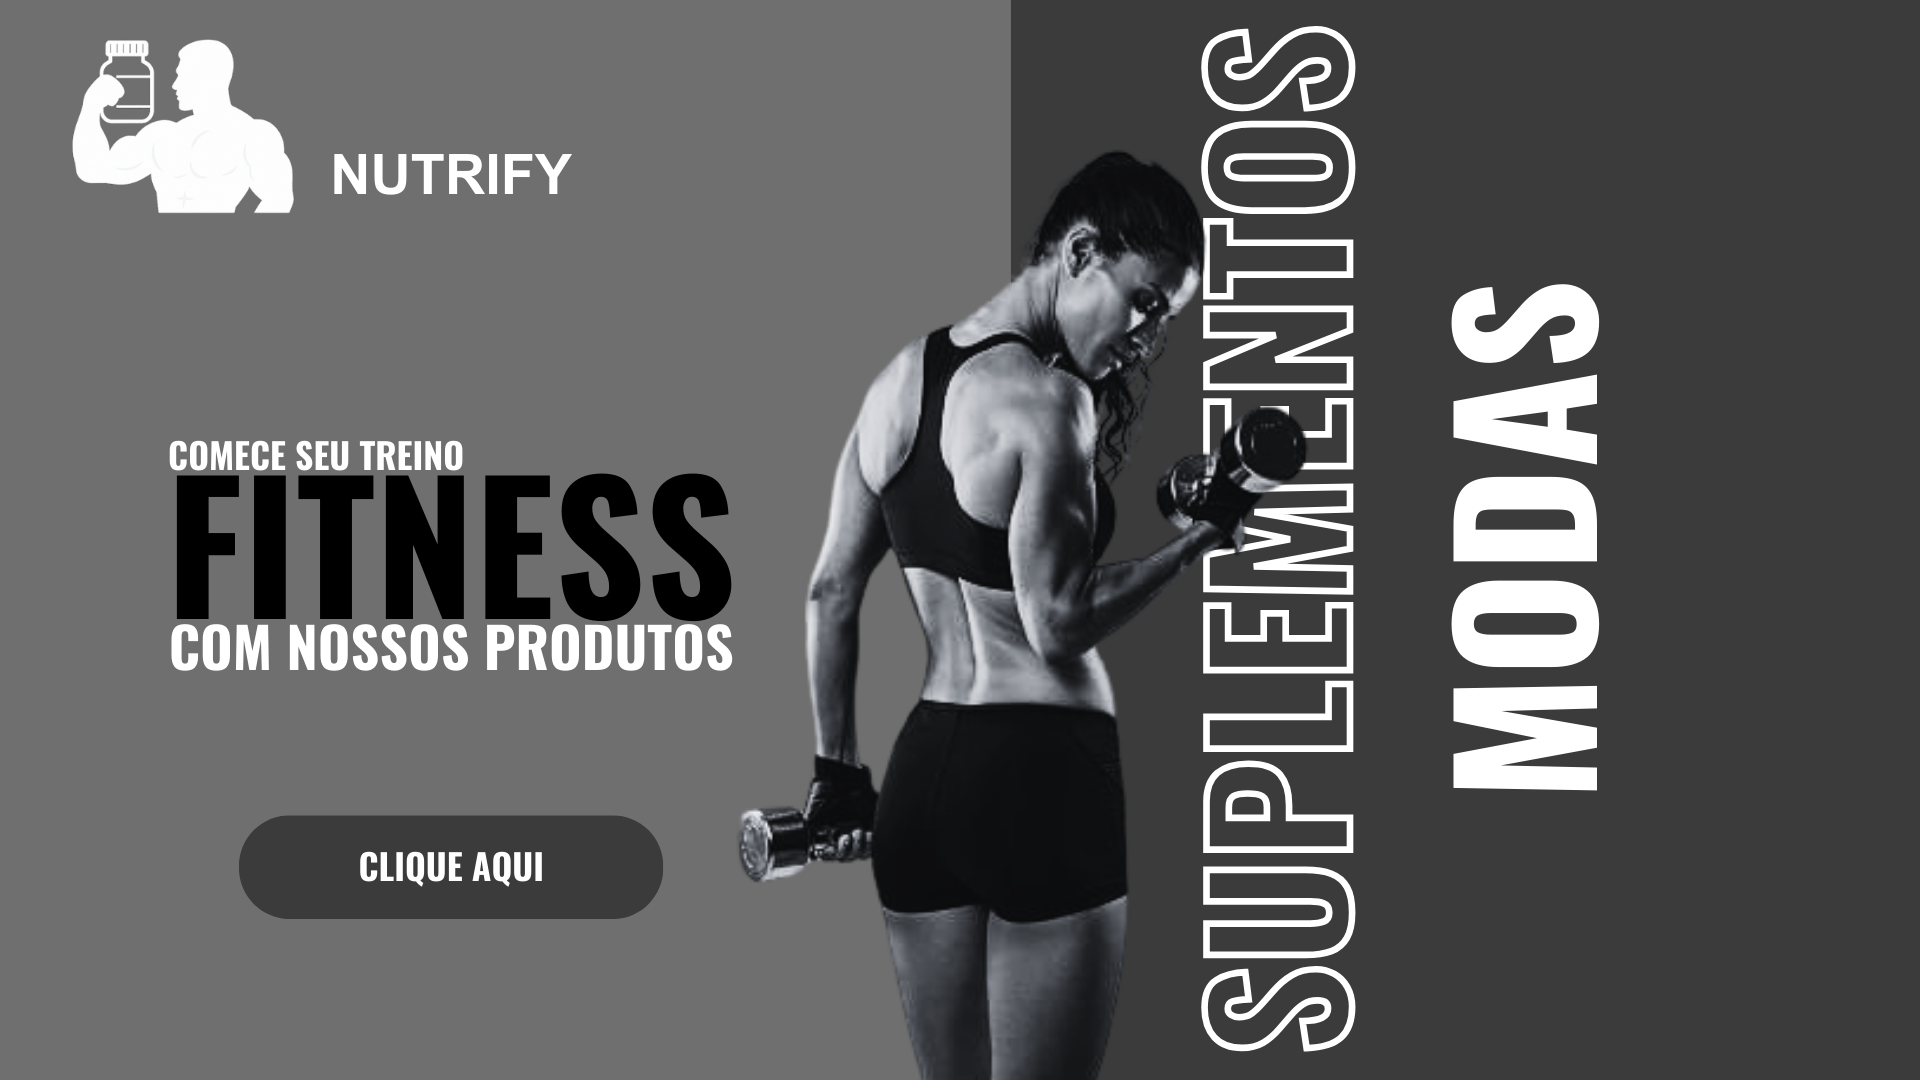 NUTRIFY
COMECE SEU TREINO
FITNESS
COM NOSSOS PRODUTOS
CLIQUE AQUI
SUPLEMENTOS
MODAS